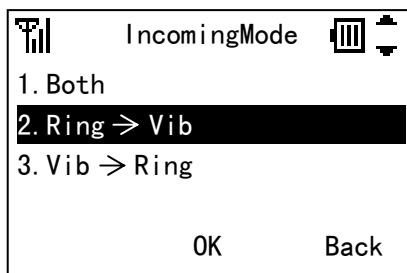 IncomingMode
1. Both
2. Ring → Vib
3. Vib → Ring
OK Back